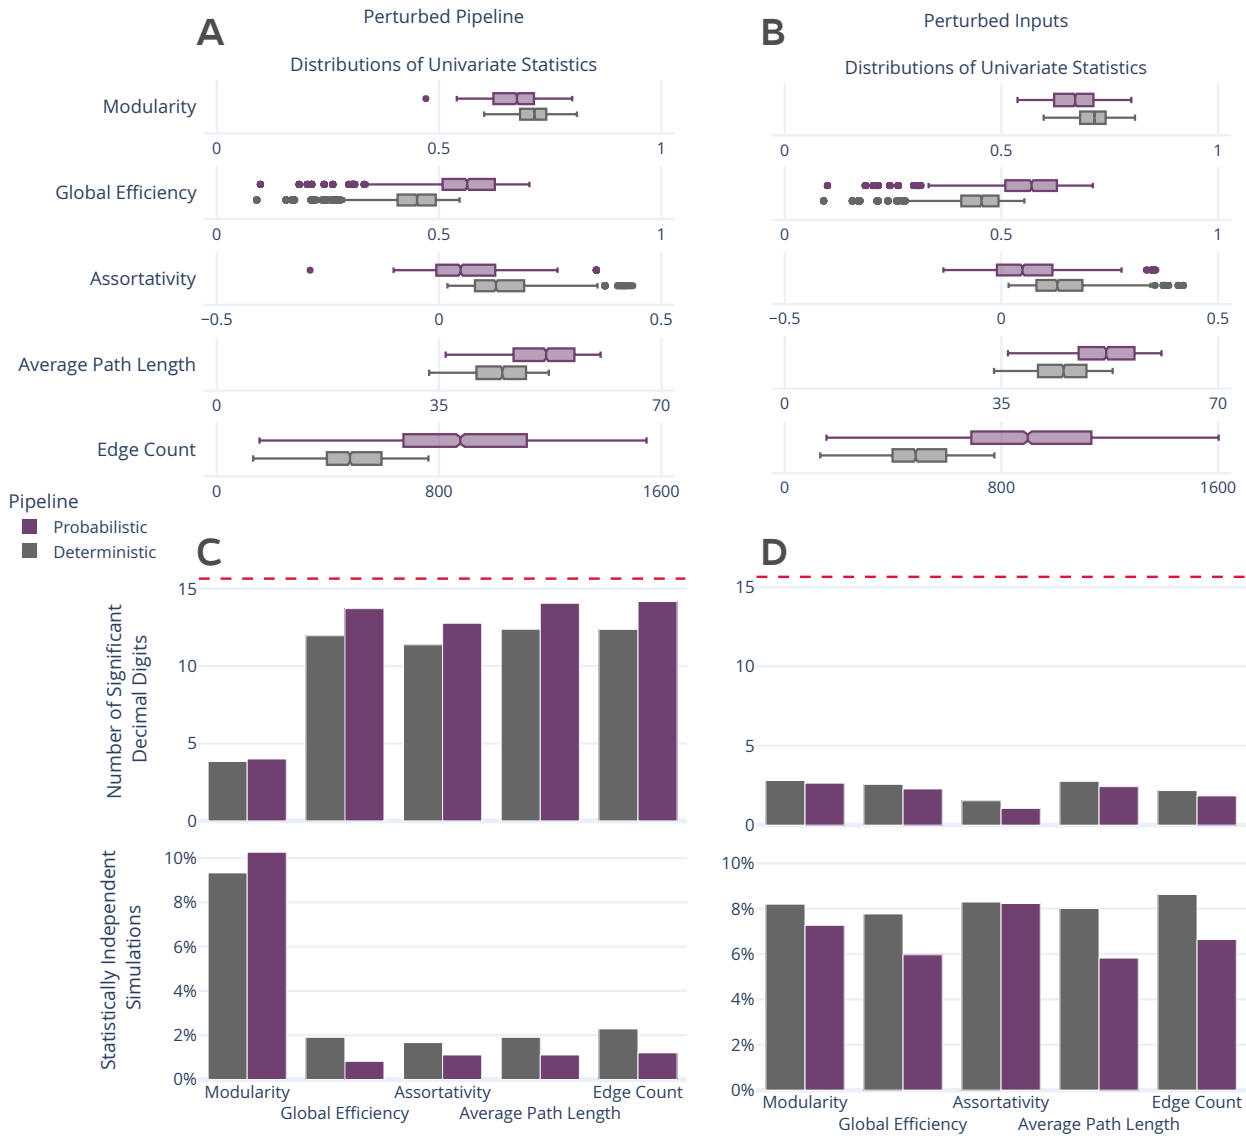 A
Perturbed Pipeline
B
Perturbed Inputs
Distributions of Univariate Statistics
Distributions of Univariate Statistics
Modularity
0 0.5 1
0 0.5 1
Global Efficiency
0 0.5 1
0 0.5 1
Assortativity
−0.5 0 0.5
−0.5 0 0.5
Average Path Length
0 35 70
0 35 70
Edge Count
0 800 1600
0 800 1600
Pipeline
Probabilistic
Deterministic
C
D
Number of Significant
Decimal Digits
15
10
5
0
15
10
5
0
Statistically Independent
Simulations
10%
8%
6%
4%
2%
0%
10%
8%
6%
4%
2%
0%
Modularity Assortativity Edge Count
Global Efficiency Average Path Length
Modularity Assortativity Edge Count
Global Efficiency Average Path Length